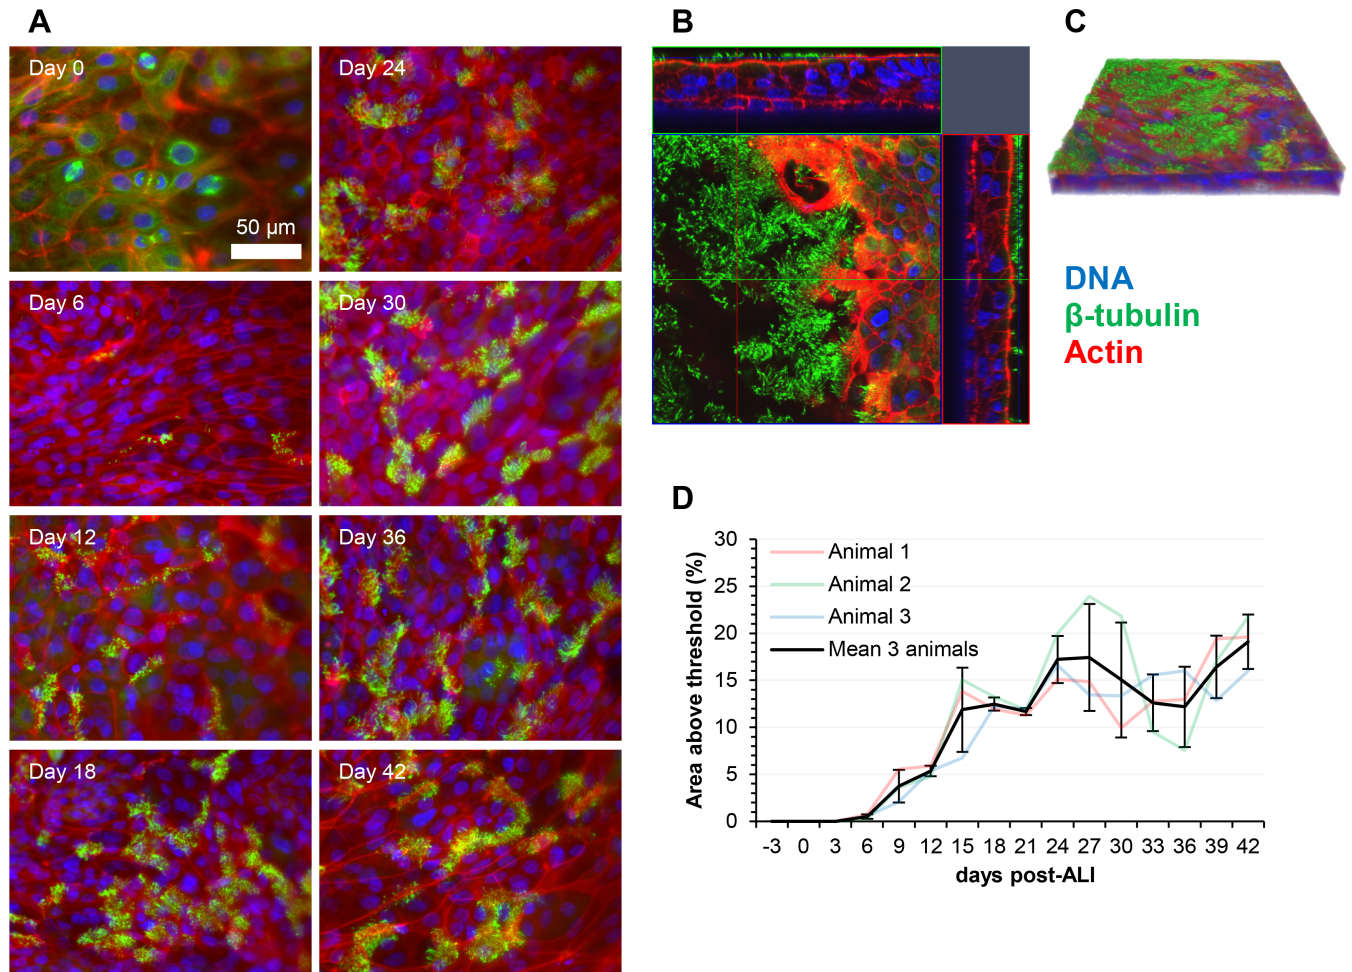 A
Day 0
50 µm
Day 24
Day 6
Day 30
Day 12
Day 36
Day 18
Day 42
B
C
DNA
β-tubulin
Actin
D
Area above threshold (%)
30
25
20
15
10
5
0
Animal 1
Animal 2
Animal 3
Mean 3 animals
-3 0 3 6 9 12 15 18 21 24 27 30 33 36 39 42
days post-ALI